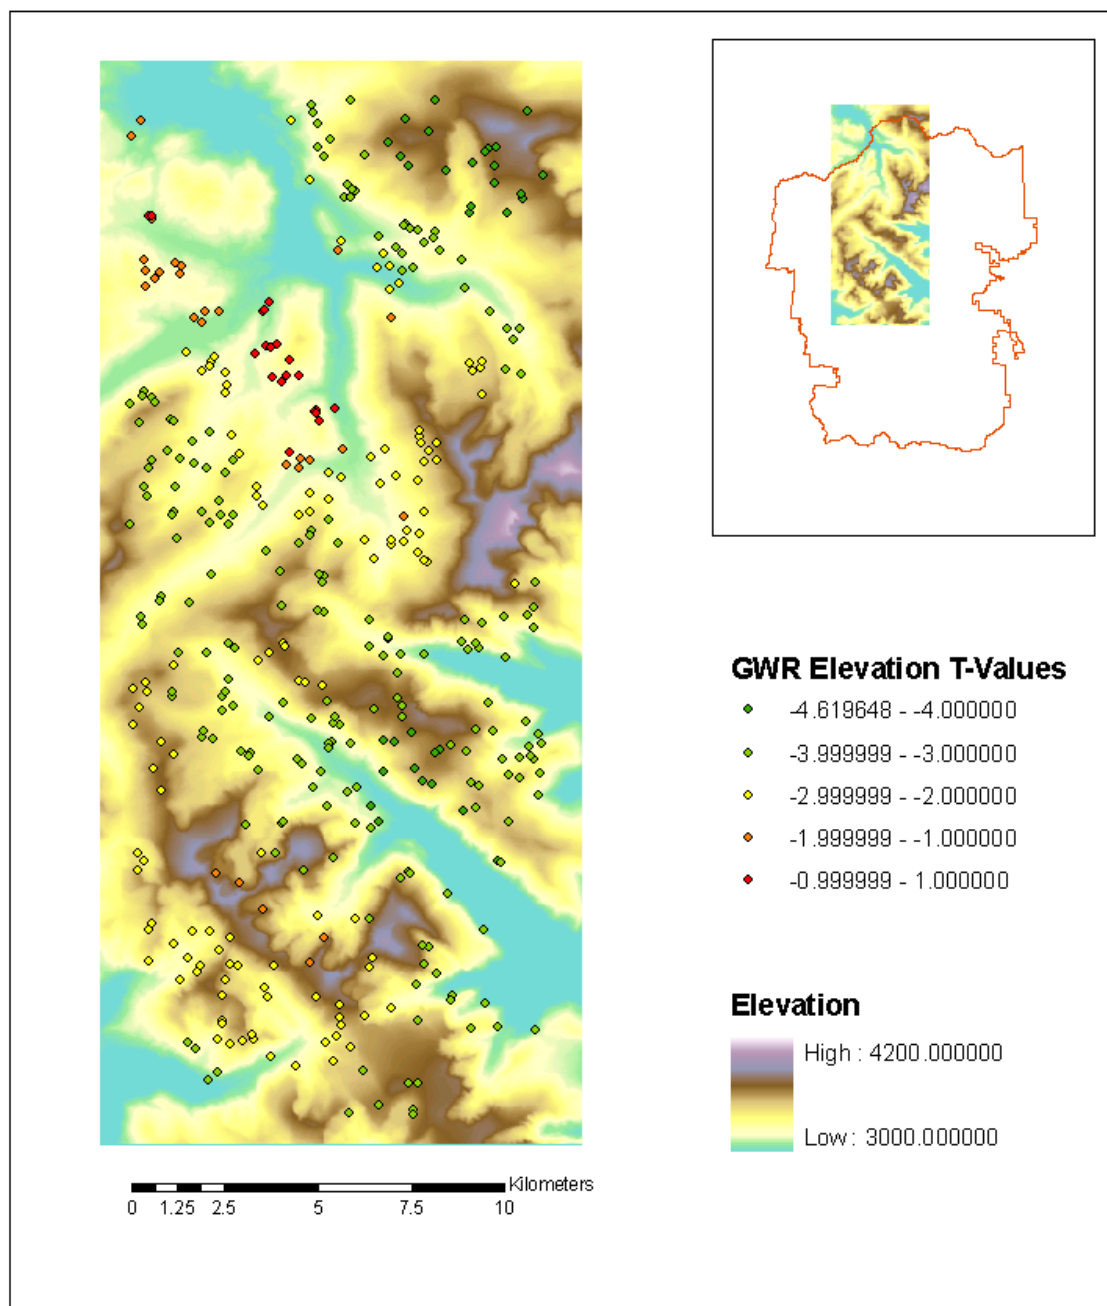 GWR Elevation T-Values
-4.619648 - -4.000000
-3.999999 - -3.000000
-2.999999 - -2.000000
-1.999999 - -1.000000
-0.999999 - 1.000000
Elevation
High : 4200.000000
Low : 3000.000000
Kilometers
0 1.25 2.5 5 7.5 10